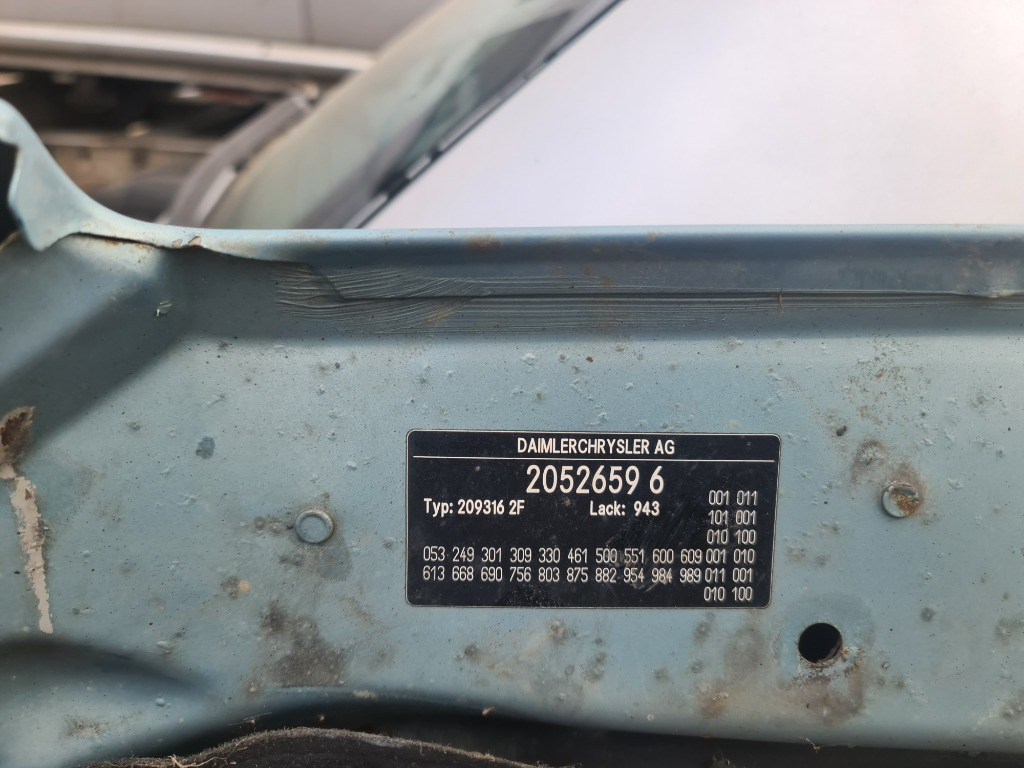 DAIMLERCHRYSLER AG
2052659 6
Typ: 209316 2F Lack: 943
001 011
101 001
010 100
053 249 301 309 330 461 500 551 600 609 001 010
613 668 690 756 803 875 882 954 984 989 011 001
010 100